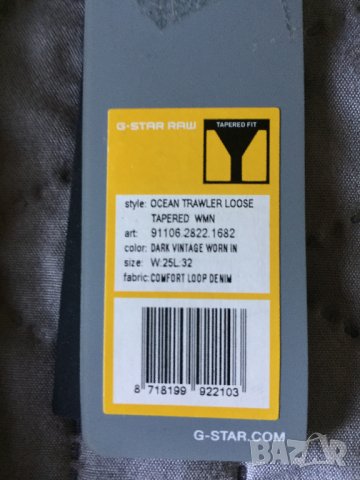 G-STAR RAW
TAPERED FIT
style: OCEAN TRAWLER LOOSE
TAPERED WMN
art: 91106.2822.1682
color: DARK VINTAGE WORN IN
size: W:25L:32
fabric: COMFORT LOOP DENIM
8 718199 922103
G-STAR.COM
BAZAR